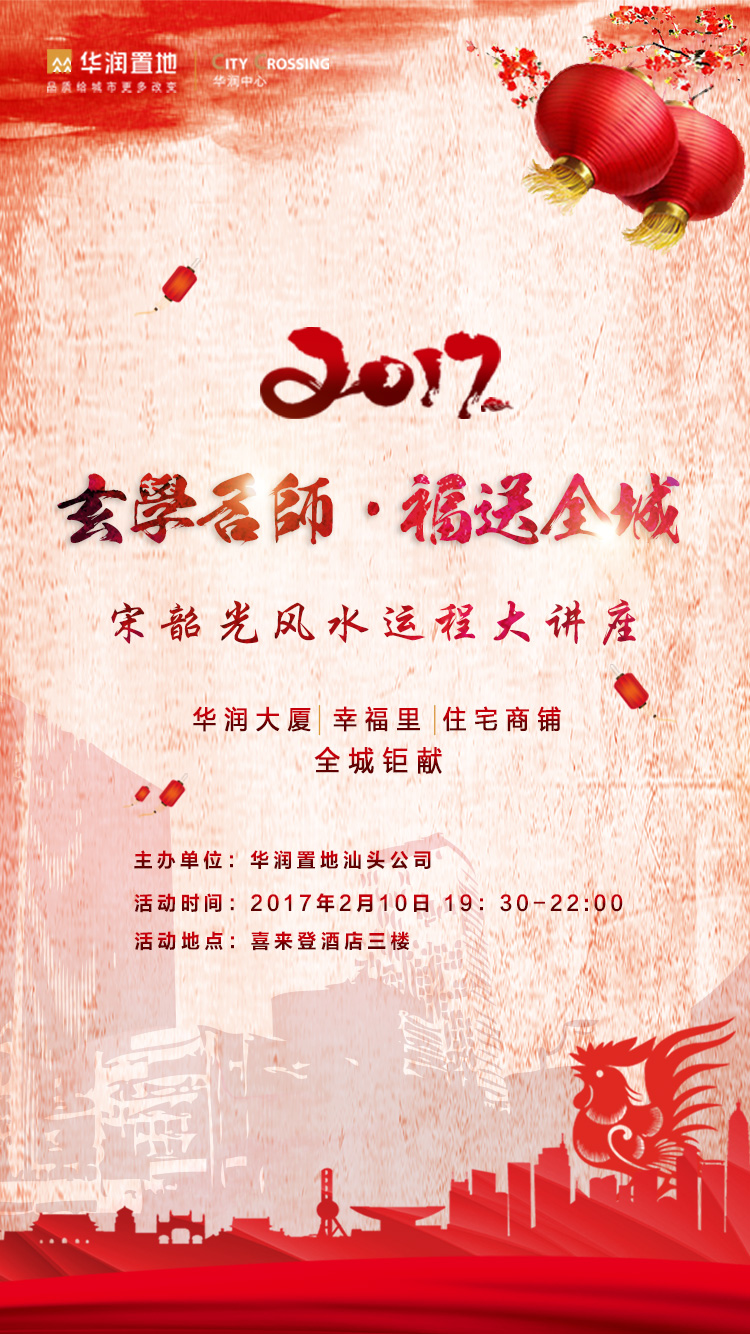 华润置地
品质给城市更多改变
CITY CROSSING
华润中心
2017
玄學名師·福送全城
宋韶光风水运程大讲座
华润大厦| 幸福里 |住宅商铺
全城钜献
主办单位：华润置地汕头公司
活动时间：2017年2月10日 19：30-22:00
活动地点：喜来登酒店三楼